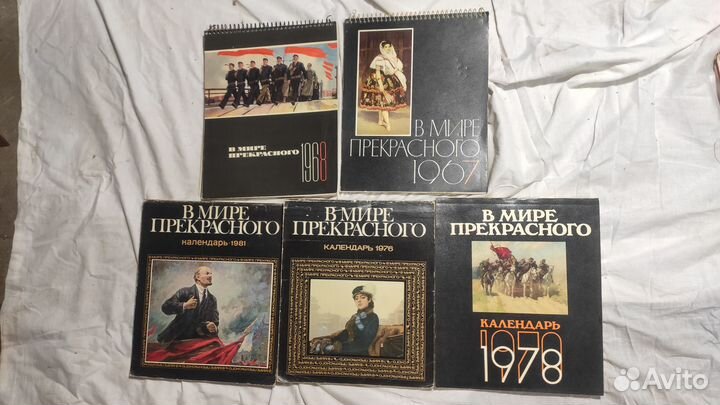 В МИРЕ
ПРЕКРАСНОГО
1968
В МИРЕ
ПРЕКРАСНОГО
1967
В МИРЕ
ПРЕКРАСНОГО
календарь 1981
В МИРЕ
ПРЕКРАСНОГО
КАЛЕНДАРЬ 1976
В МИРЕ
ПРЕКРАСНОГО
КАЛЕНДАРЬ
1978
Avito